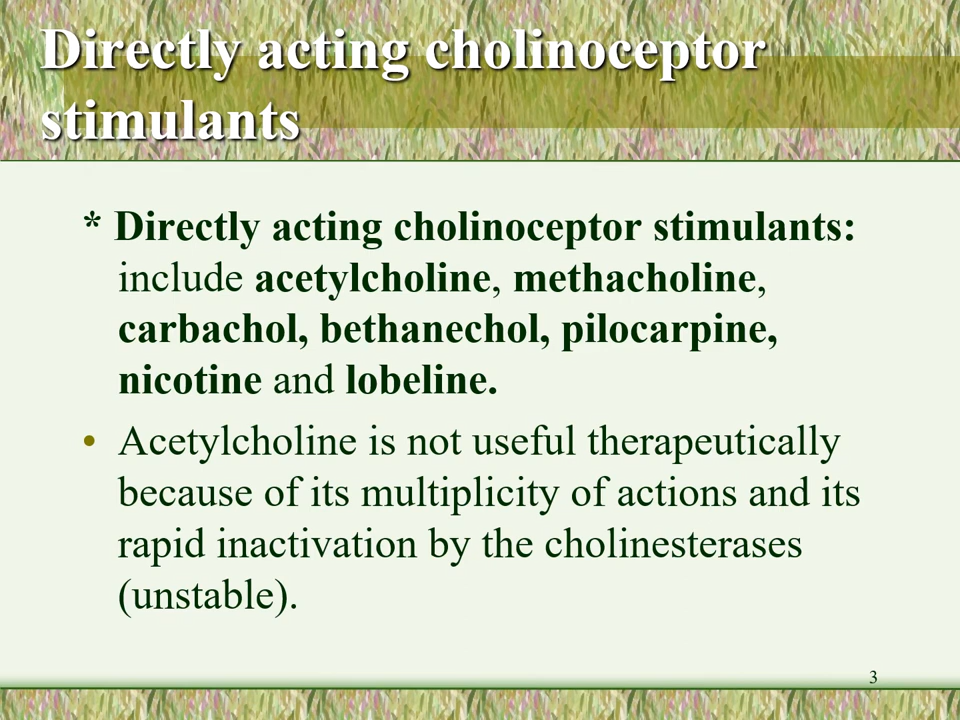 Directly acting cholinoceptor
stimulants
* Directly acting cholinoceptor stimulants:
include acetylcholine, methacholine,
carbachol, bethanechol, pilocarpine,
nicotine and lobeline.
• Acetylcholine is not useful therapeutically
because of its multiplicity of actions and its
rapid inactivation by the cholinesterases
(unstable).
3